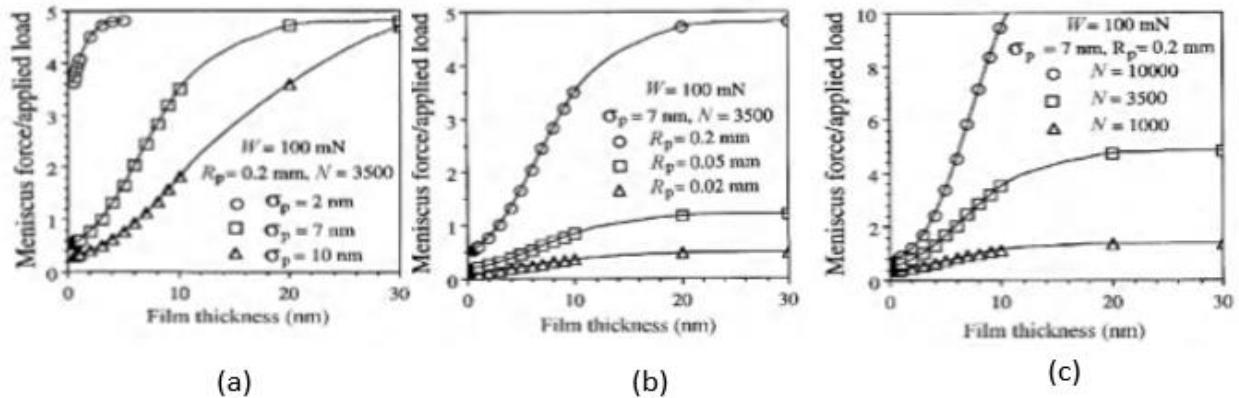 Meniscus force/applied load
5
4
3
2
1
0
W = 100 mN
Rp = 0.2 mm, N = 3500
σp = 2 nm
σp = 7 nm
σp = 10 nm
0 10 20 30
Film thickness (nm)
(a)
Meniscus force/applied load
5
4
3
2
1
0
W = 100 mN
σp = 7 nm, N = 3500
Rp = 0.2 mm
Rp = 0.05 mm
Rp = 0.02 mm
0 10 20 30
Film thickness (nm)
(b)
Meniscus force/applied load
10
8
6
4
2
0
W = 100 mN
σp = 7 nm, Rp = 0.2 mm
N = 10000
N = 3500
N = 1000
0 10 20 30
Film thickness (nm)
(c)